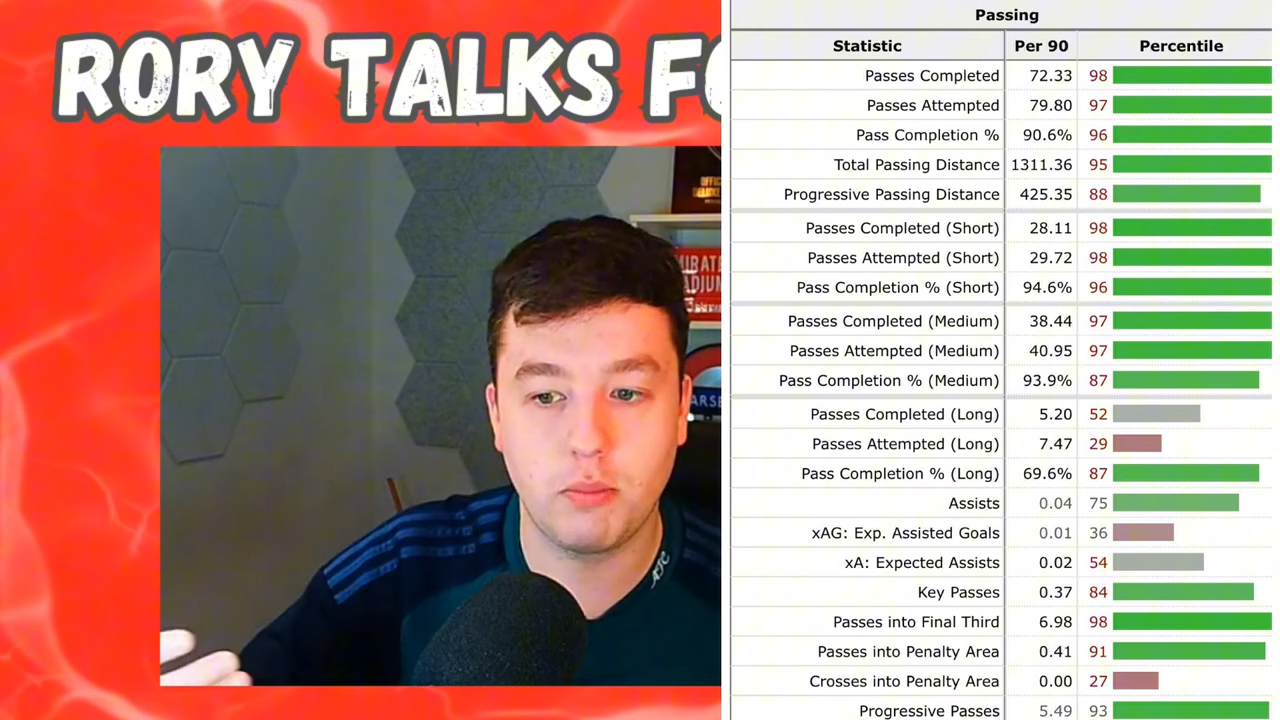 RORY TALKS FO
OFFIC
EMIRATE
STADIUM
ARSE
AFC
Passing
Statistic Per 90 Percentile
Passes Completed 72.33 98
Passes Attempted 79.80 97
Pass Completion % 90.6% 96
Total Passing Distance 1311.36 95
Progressive Passing Distance 425.35 88
Passes Completed (Short) 28.11 98
Passes Attempted (Short) 29.72 98
Pass Completion % (Short) 94.6% 96
Passes Completed (Medium) 38.44 97
Passes Attempted (Medium) 40.95 97
Pass Completion % (Medium) 93.9% 87
Passes Completed (Long) 5.20 52
Passes Attempted (Long) 7.47 29
Pass Completion % (Long) 69.6% 87
Assists 0.04 75
xAG: Exp. Assisted Goals 0.01 36
xA: Expected Assists 0.02 54
Key Passes 0.37 84
Passes into Final Third 6.98 98
Passes into Penalty Area 0.41 91
Crosses into Penalty Area 0.00 27
Progressive Passes 5.49 93